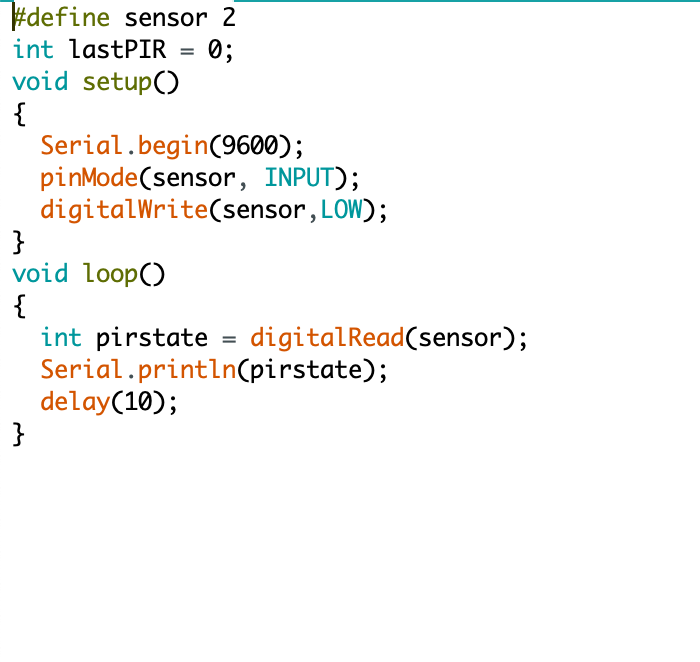 #define sensor 2
int lastPIR = 0;
void setup()
{
  Serial.begin(9600);
  pinMode(sensor, INPUT);
  digitalWrite(sensor,LOW);
}
void loop()
{
  int pirstate = digitalRead(sensor);
  Serial.println(pirstate);
  delay(10);
}